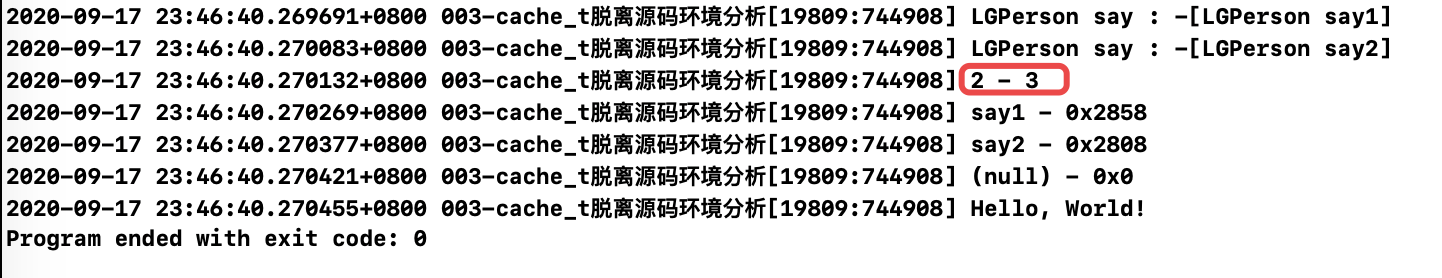 2020-09-17 23:46:40.269691+0800 003-cache_t脱离源码环境分析[19809:744908] LGPerson say : -[LGPerson say1]
2020-09-17 23:46:40.270083+0800 003-cache_t脱离源码环境分析[19809:744908] LGPerson say : -[LGPerson say2]
2020-09-17 23:46:40.270132+0800 003-cache_t脱离源码环境分析[19809:744908] 2 - 3
2020-09-17 23:46:40.270269+0800 003-cache_t脱离源码环境分析[19809:744908] say1 - 0x2858
2020-09-17 23:46:40.270377+0800 003-cache_t脱离源码环境分析[19809:744908] say2 - 0x2808
2020-09-17 23:46:40.270421+0800 003-cache_t脱离源码环境分析[19809:744908] (null) - 0x0
2020-09-17 23:46:40.270455+0800 003-cache_t脱离源码环境分析[19809:744908] Hello, World!
Program ended with exit code: 0